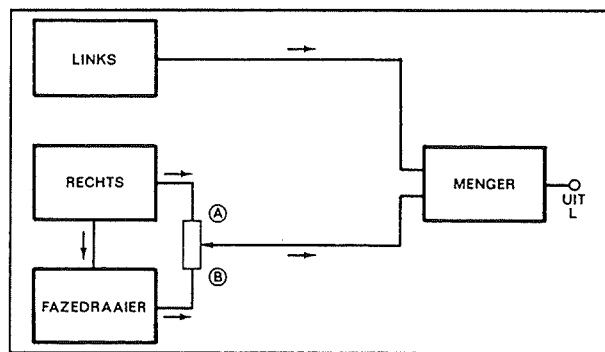 LINKS
RECHTS
A
MENGER
UIT
L
B
FAZEDRAAIER